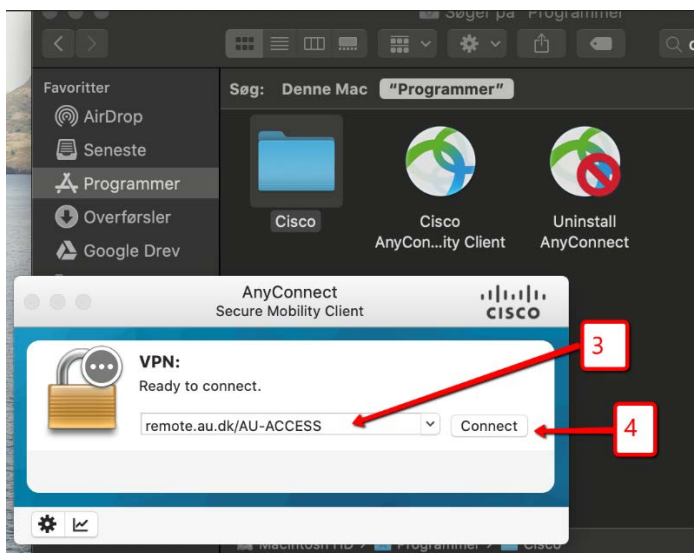 Søger på "Programmer"
Favoritter
Søg: Denne Mac "Programmer"
AirDrop
Seneste
Programmer
Overførsler
Google Drev
Cisco
Cisco
AnyCon...ity Client
Uninstall
AnyConnect
AnyConnect
Secure Mobility Client
CISCO
3
VPN:
Ready to connect.
remote.au.dk/AU-ACCESS
Connect
4
Macintosh HD > Programmer > Cisco